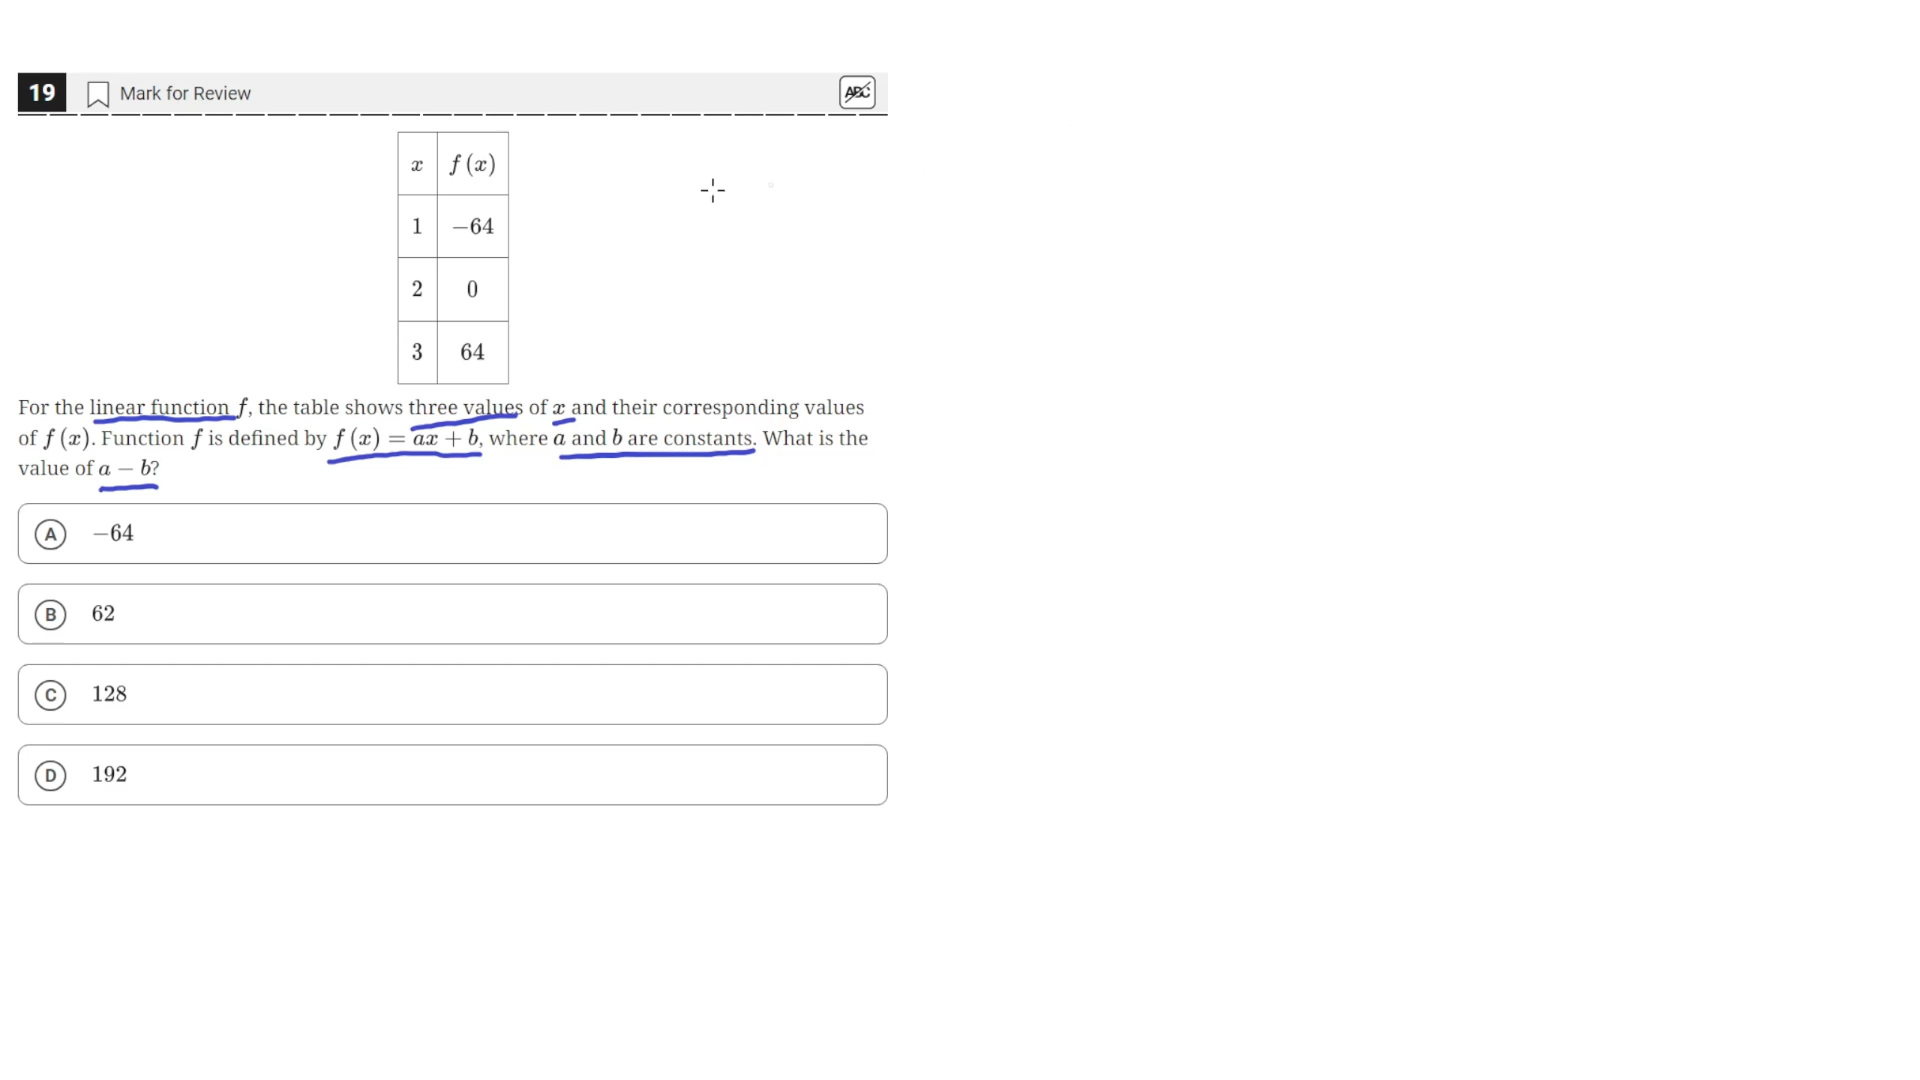 19 Mark for Review ABC
x f(x)
1 −64
2 0
3 64
For the linear function f, the table shows three values of x and their corresponding values
of f(x). Function f is defined by f(x) = ax + b, where a and b are constants. What is the
value of a − b?
A −64
B 62
C 128
D 192